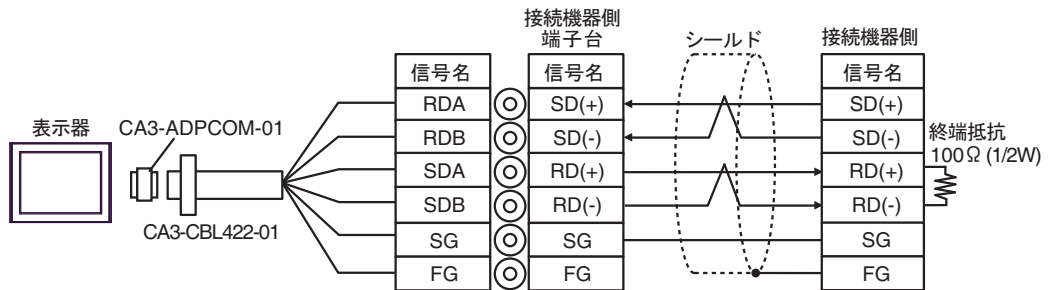 接続機器側
端子台
シールド
接続機器側
信号名
信号名
信号名
RDA
SD(+)
SD(+)
表示器
CA3-ADPCOM-01
RDB
SD(-)
SD(-)
終端抵抗
100Ω (1/2W)
SDA
RD(+)
RD(+)
SDB
RD(-)
RD(-)
CA3-CBL422-01
SG
SG
SG
FG
FG
FG